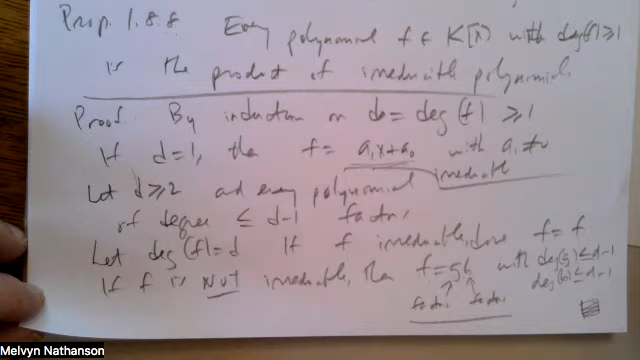 Prop. 1.8.8 Every polynomial f ∈ K[x] with deg(f) ≥ 1
is the product of irreducible polynomials
Proof. By induction on d = deg(f) ≥ 1
If d=1, then f = a₁x+a₀ with a₁≠0
irreducible
Let d≥2 and every polynomial
of degree ≤ d-1 factors
Let deg(f)=d If f irreducible, done f = f
If f is NOT irreducible, then f=gh with deg(g)≤d-1
deg(h)≤d-1
factors factors
Melvyn Nathanson